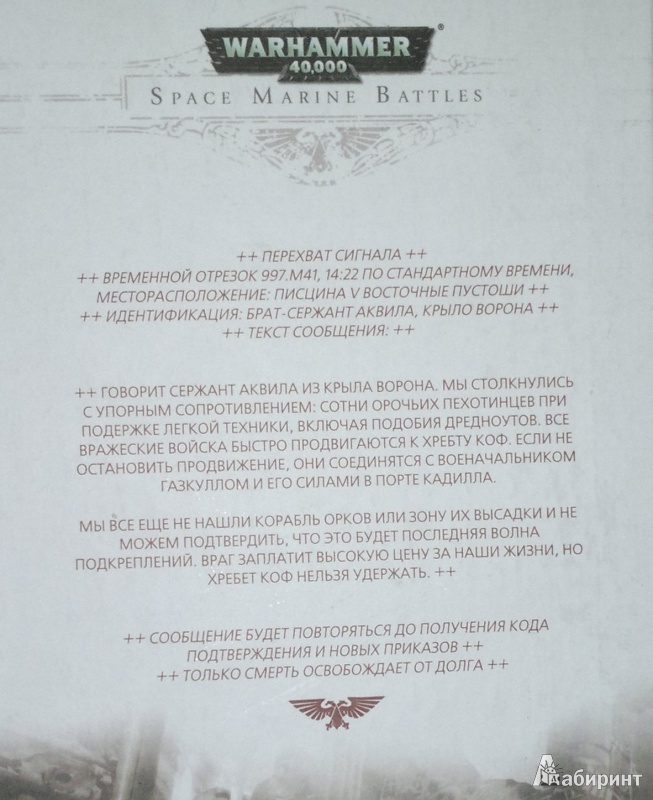 WARHAMMER®
40,000
SPACE MARINE BATTLES
++ ПЕРЕХВАТ СИГНАЛА ++
++ ВРЕМЕННОЙ ОТРЕЗОК 997.М41, 14:22 ПО СТАНДАРТНОМУ ВРЕМЕНИ,
МЕСТОРАСПОЛОЖЕНИЕ: ПИСЦИНА V ВОСТОЧНЫЕ ПУСТОШИ ++
++ ИДЕНТИФИКАЦИЯ: БРАТ-СЕРЖАНТ АКВИЛА, КРЫЛО ВОРОНА ++
++ ТЕКСТ СООБЩЕНИЯ: ++
++ ГОВОРИТ СЕРЖАНТ АКВИЛА ИЗ КРЫЛА ВОРОНА. МЫ СТОЛКНУЛИСЬ
С УПОРНЫМ СОПРОТИВЛЕНИЕМ: СОТНИ ОРОЧЬИХ ПЕХОТИНЦЕВ ПРИ
ПОДЕРЖКЕ ЛЕГКОЙ ТЕХНИКИ, ВКЛЮЧАЯ ПОДОБИЯ ДРЕДНОУТОВ. ВСЕ
ВРАЖЕСКИЕ ВОЙСКА БЫСТРО ПРОДВИГАЮТСЯ К ХРЕБТУ КОФ. ЕСЛИ НЕ
ОСТАНОВИТЬ ПРОДВИЖЕНИЕ, ОНИ СОЕДИНЯТСЯ С ВОЕНАЧАЛЬНИКОМ
ГАЗКУЛЛОМ И ЕГО СИЛАМИ В ПОРТЕ КАДИЛЛА.
МЫ ВСЕ ЕЩЕ НЕ НАШЛИ КОРАБЛЬ ОРКОВ ИЛИ ЗОНУ ИХ ВЫСАДКИ И НЕ
МОЖЕМ ПОДТВЕРДИТЬ, ЧТО ЭТО БУДЕТ ПОСЛЕДНЯЯ ВОЛНА
ПОДКРЕПЛЕНИЙ. ВРАГ ЗАПЛАТИТ ВЫСОКУЮ ЦЕНУ ЗА НАШИ ЖИЗНИ, НО
ХРЕБЕТ КОФ НЕЛЬЗЯ УДЕРЖАТЬ. ++
++ СООБЩЕНИЕ БУДЕТ ПОВТОРЯТЬСЯ ДО ПОЛУЧЕНИЯ КОДА
ПОДТВЕРЖДЕНИЯ И НОВЫХ ПРИКАЗОВ ++
++ ТОЛЬКО СМЕРТЬ ОСВОБОЖДАЕТ ОТ ДОЛГА ++
Лабиринт